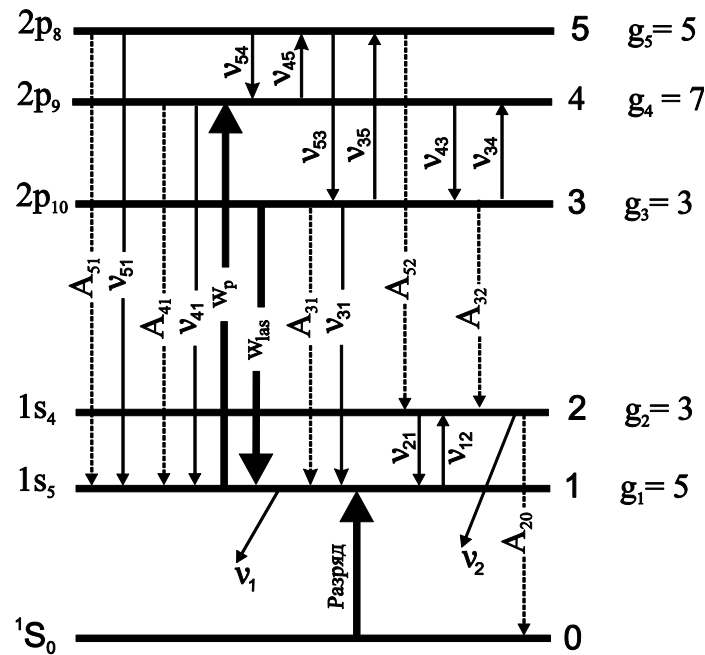 2p₈ 5 g₅= 5
ν₅₄ ν₄₅
2p₉ 4 g₄= 7
ν₅₃ ν₃₅ ν₄₃ ν₃₄
2p₁₀ 3 g₃= 3
A₅₁ ν₅₁ A₄₁ ν₄₁ Wₚ Wlas A₃₁ ν₃₁ A₅₂ A₃₂
1s₄ 2 g₂= 3
ν₂₁ ν₁₂
1s₅ 1 g₁= 5
ν₁ Разряд ν₂ A₂₀
¹S₀ 0